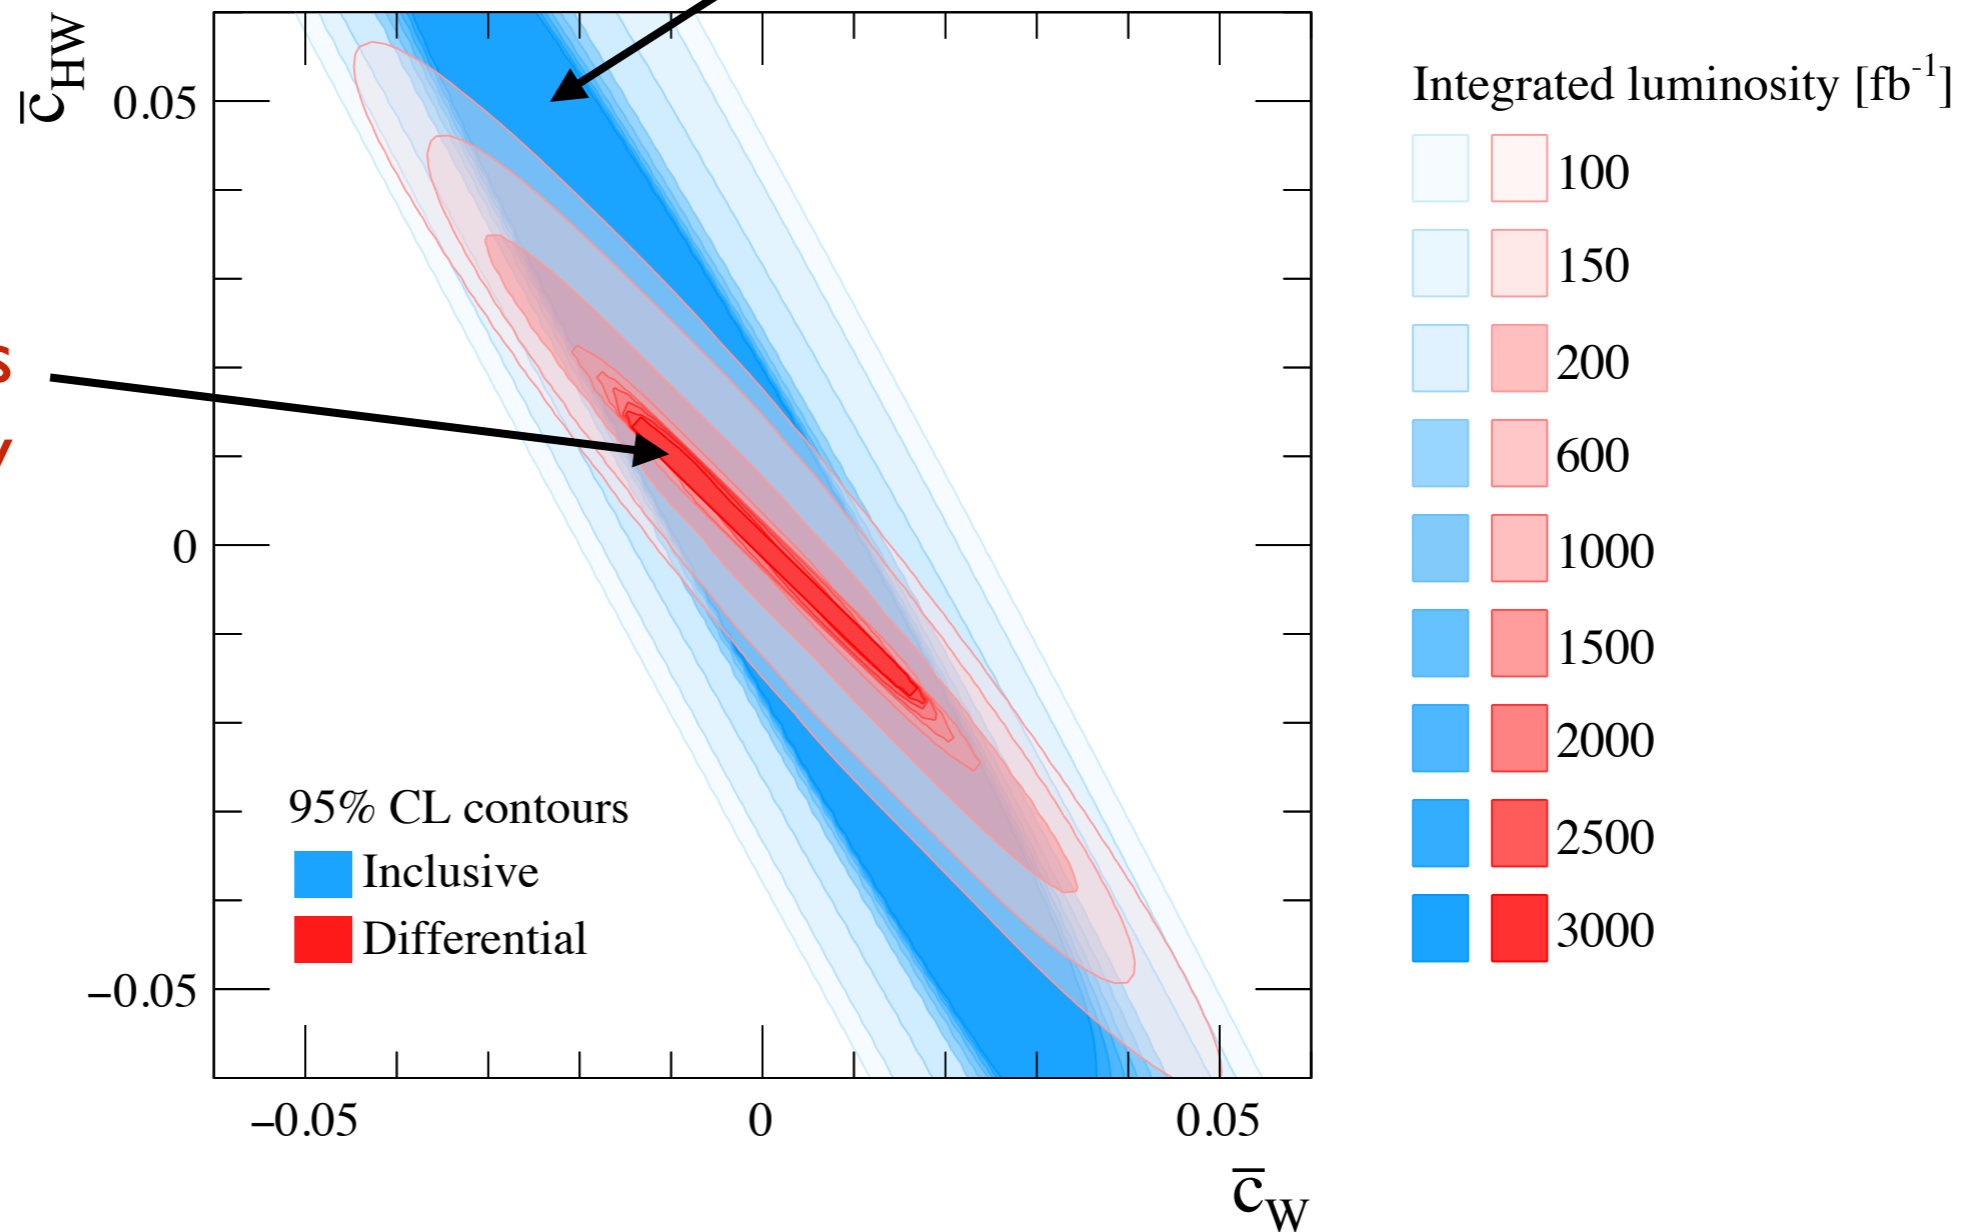 c̅HW
0.05
0
−0.05
−0.05
0
0.05
c̅W
s
y
95% CL contours
Inclusive
Differential
Integrated luminosity [fb-1]
100
150
200
600
1000
1500
2000
2500
3000